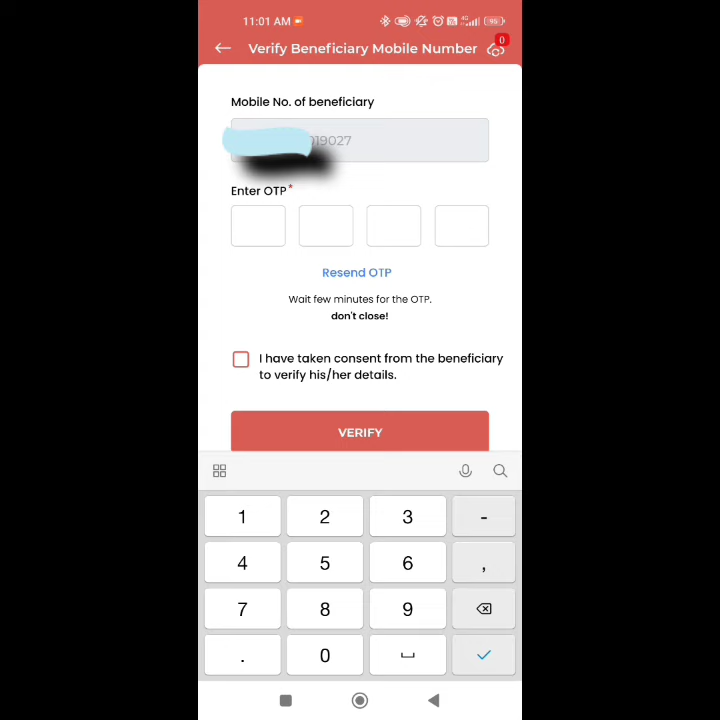 11:01 AM
95
Verify Beneficiary Mobile Number
0
Mobile No. of beneficiary
019027
Enter OTP*
Resend OTP
Wait few minutes for the OTP.
don't close!
I have taken consent from the beneficiary
to verify his/her details.
VERIFY
1 2 3 -
4 5 6 ,
7 8 9
. 0